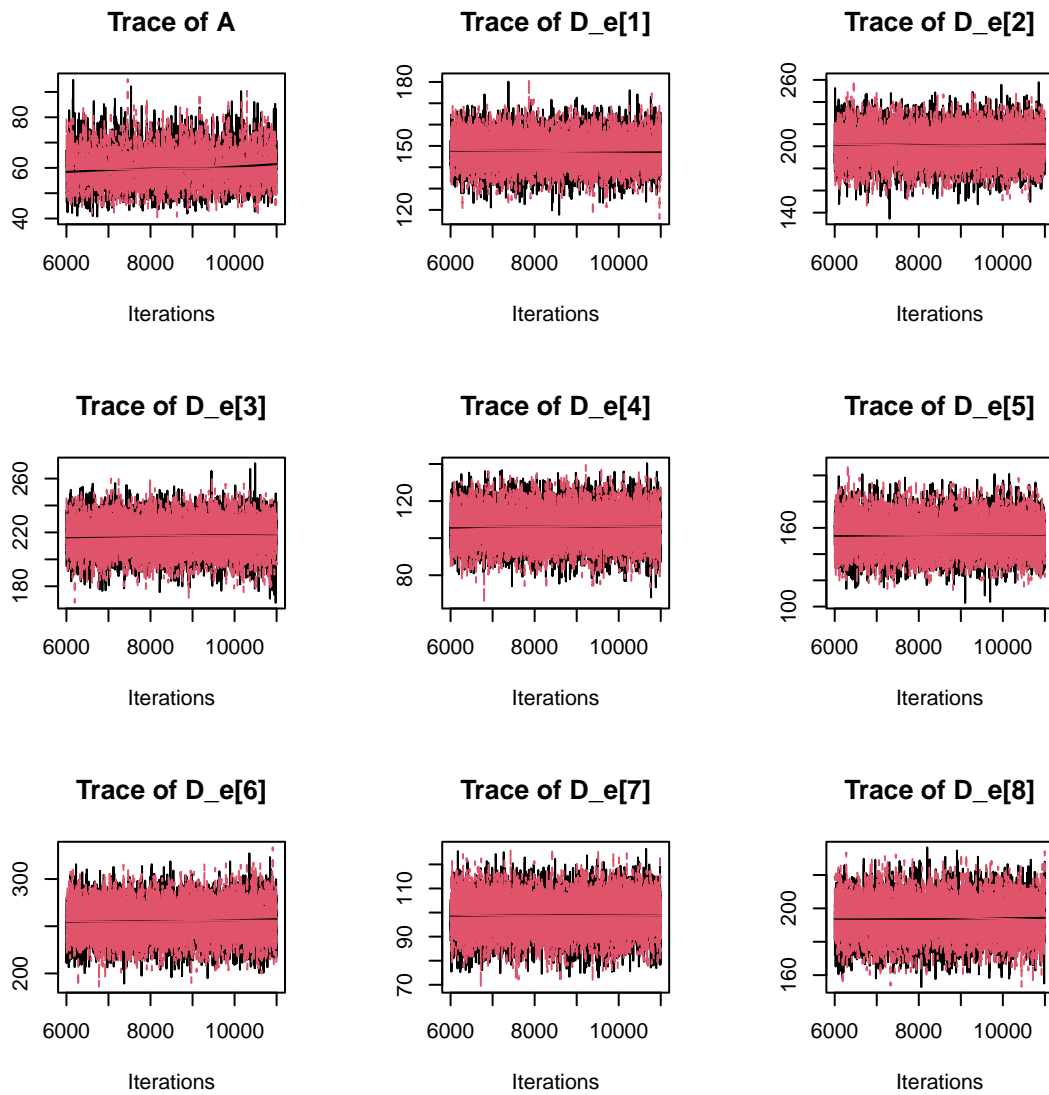 Trace of A
Trace of D_e[1]
Trace of D_e[2]
80
60
40
180
150
120
260
200
140
6000 8000 10000
6000 8000 10000
6000 8000 10000
Iterations
Iterations
Iterations
Trace of D_e[3]
Trace of D_e[4]
Trace of D_e[5]
260
220
180
120
80
160
100
6000 8000 10000
6000 8000 10000
6000 8000 10000
Iterations
Iterations
Iterations
Trace of D_e[6]
Trace of D_e[7]
Trace of D_e[8]
300
200
110
90
70
200
160
6000 8000 10000
6000 8000 10000
6000 8000 10000
Iterations
Iterations
Iterations